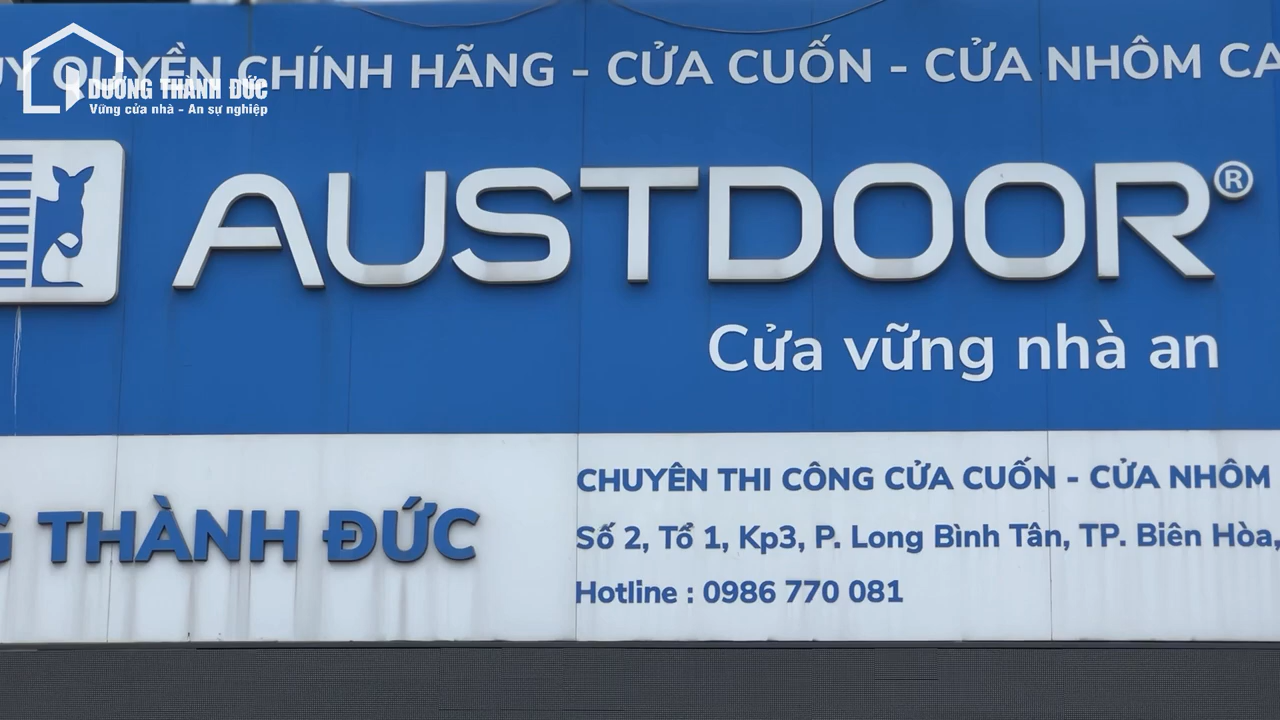 QUYỀN CHÍNH HÃNG - CỬA CUỐN - CỬA NHÔM CA
DƯƠNG THÀNH ĐỨC
Vững cửa nhà - An sự nghiệp
AUSTDOOR®
Cửa vững nhà an
THÀNH ĐỨC
CHUYÊN THI CÔNG CỬA CUỐN - CỬA NHÔM
Số 2, Tổ 1, Kp3, P. Long Bình Tân, TP. Biên Hòa,
Hotline : 0986 770 081